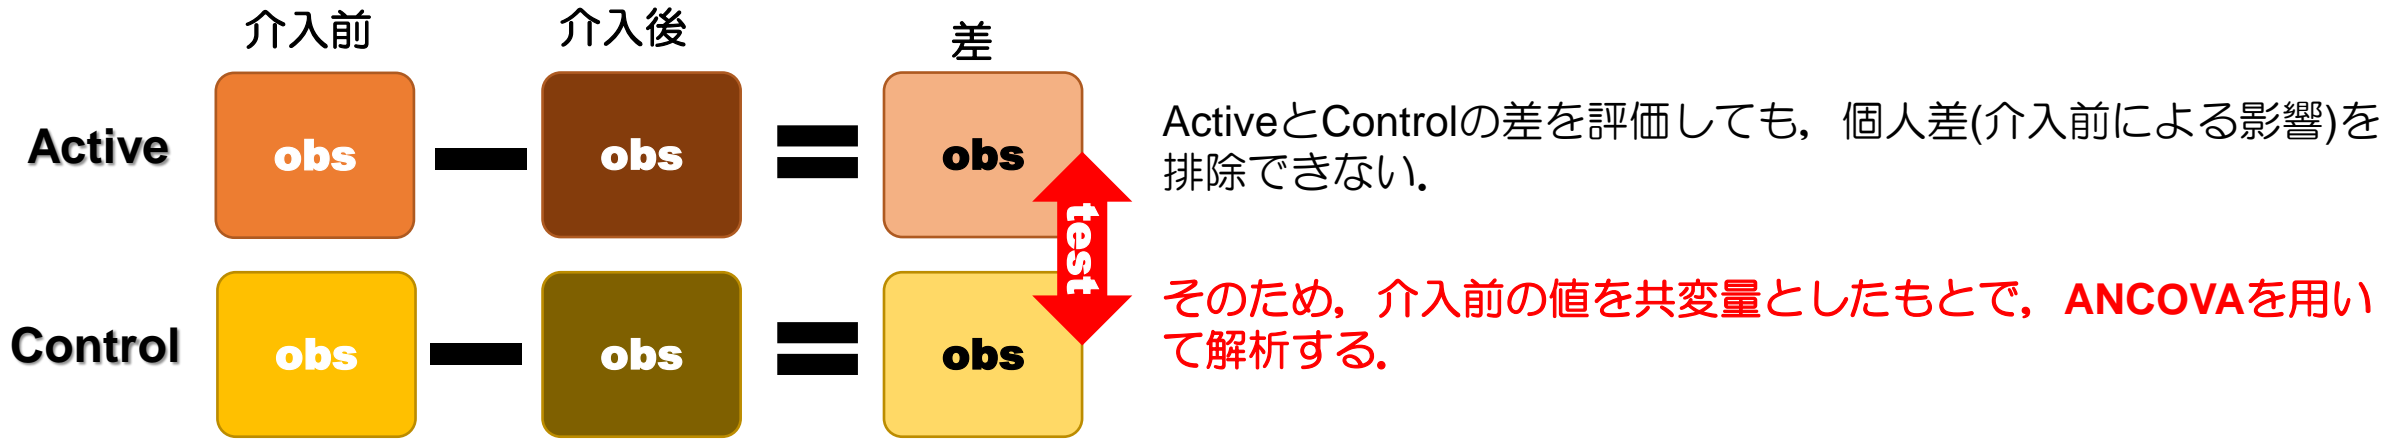 介入前
介入後
差
Active
obs
obs
obs
test
Control
obs
obs
obs
ActiveとControlの差を評価しても，個人差(介入前による影響)を
排除できない．
そのため，介入前の値を共変量としたもとで，ANCOVAを用い
て解析する．